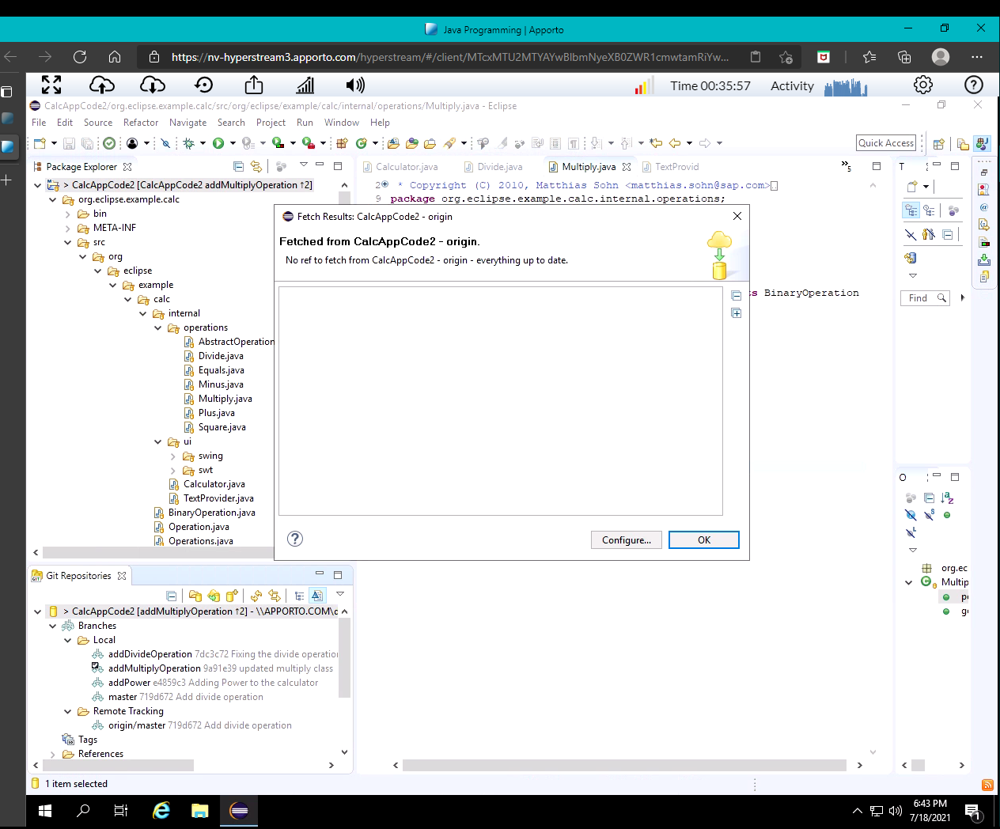 Java Programming | Apporto
https://nv-hyperstream3.apporto.com/hyperstream/#/client/MTcxMTU2MTYAYwBlbmNyeXB0ZWR1cmwtamRiYw...
Time 00:35:57 Activity
CalcAppCode2/org.eclipse.example.calc/src/org/eclipse/example/calc/internal/operations/Multiply.java - Eclipse
File Edit Source Refactor Navigate Search Project Run Window Help
Quick Access
Package Explorer
Calculator.java Divide.java Multiply.java TextProvid »5
T
> CalcAppCode2 [CalcAppCode2 addMultiplyOperation ↑2]
2 * Copyright (C) 2010, Matthias Sohn <matthias.sohn@sap.com>
org.eclipse.example.calc
9 package org.eclipse.example.calc.internal.operations;
bin
META-INF
src
org
eclipse
example
calc
internal
operations
AbstractOperation
Divide.java
Equals.java
Minus.java
Multiply.java
Plus.java
Square.java
ui
swing
swt
Calculator.java
TextProvider.java
BinaryOperation.java
Operation.java
Operations.java
Fetch Results: CalcAppCode2 - origin
Fetched from CalcAppCode2 - origin.
No ref to fetch from CalcAppCode2 - origin - everything up to date.
ts BinaryOperation
Configure... OK
Find
O
org.ec
Multip
Git Repositories
> CalcAppCode2 [addMultiplyOperation ↑2] - \\APPORTO.COM\
Branches
Local
addDivideOperation 7dc3c72 Fixing the divide operation
addMultiplyOperation 9a91e39 updated multiply class
addPower e4859c3 Adding Power to the calculator
master 719d672 Add divide operation
Remote Tracking
origin/master 719d672 Add divide operation
Tags
References
1 item selected
6:43 PM
7/18/2021
1